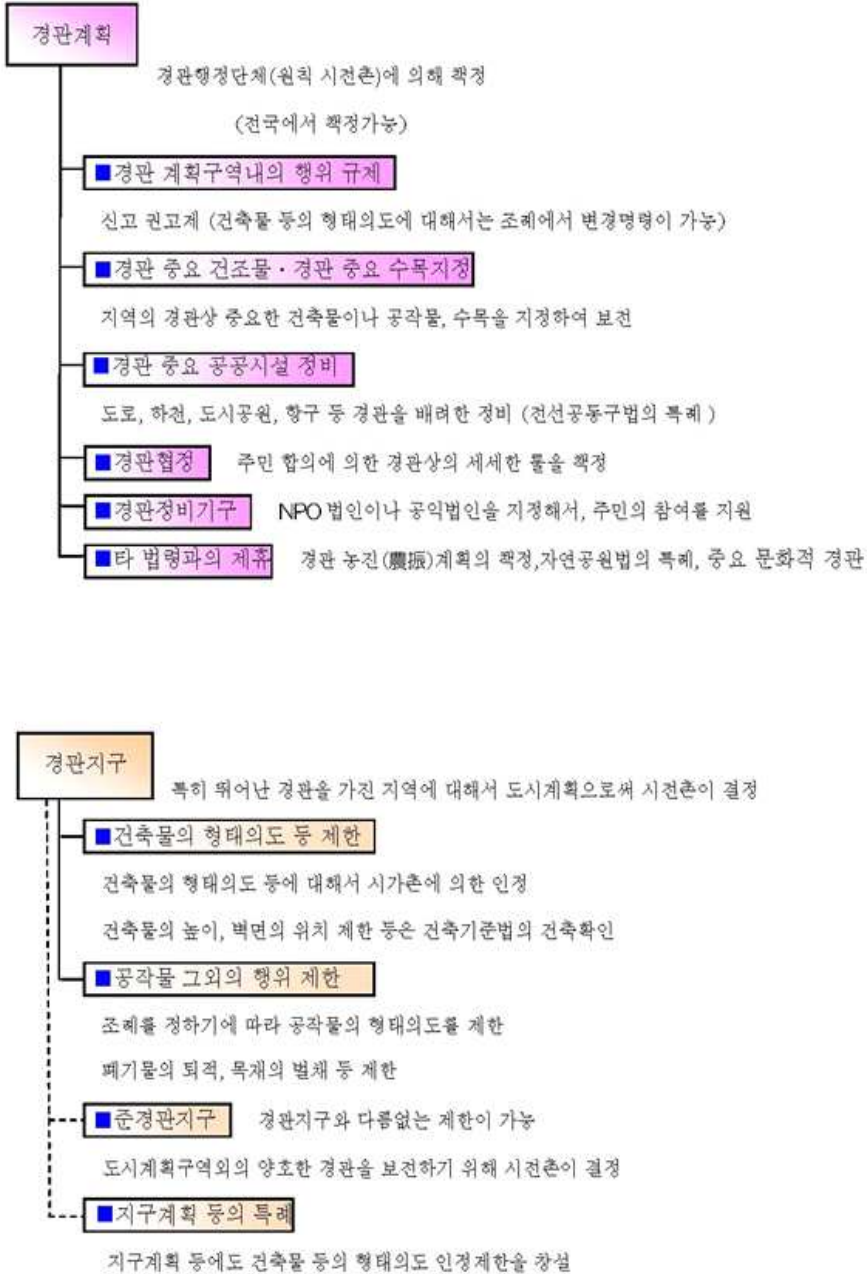 경관계획
경관행정단체(원칙 시전촌)에 의해 책정
(전국에서 책정가능)
■경관 계획구역내의 행위 규제
신고 권고제 (건축물 등의 형태의도에 대해서는 조례에서 변경명령이 가능)
■경관 중요 건조물・경관 중요 수목지정
지역의 경관상 중요한 건축물이나 공작물, 수목을 지정하여 보전
■경관 중요 공공시설 정비
도로, 하천, 도시공원, 항구 등 경관을 배려한 정비 (전선공동구법의 특례 )
■경관협정 주민 합의에 의한 경관상의 세세한 룰을 책정
■경관정비기구 NPO 법인이나 공익법인을 지정해서, 주민의 참여를 지원
■타 법령과의 제휴 경관 농진(農振)계획의 책정,자연공원법의 특례, 중요 문화적 경관
경관지구
특히 뛰어난 경관을 가진 지역에 대해서 도시계획으로써 시전촌이 결정
■건축물의 형태의도 등 제한
건축물의 형태의도 등에 대해서 시가촌에 의한 인정
건축물의 높이, 벽면의 위치 제한 등은 건축기준법의 건축확인
■공작물 그외의 행위 제한
조례를 정하기에 따라 공작물의 형태의도를 제한
폐기물의 퇴적, 목재의 벌채 등 제한
■준경관지구 경관지구와 다름없는 제한이 가능
도시계획구역외의 양호한 경관을 보전하기 위해 시전촌이 결정
■지구계획 등의 특례
지구계획 등에도 건축물 등의 형태의도 인정제한을 창설